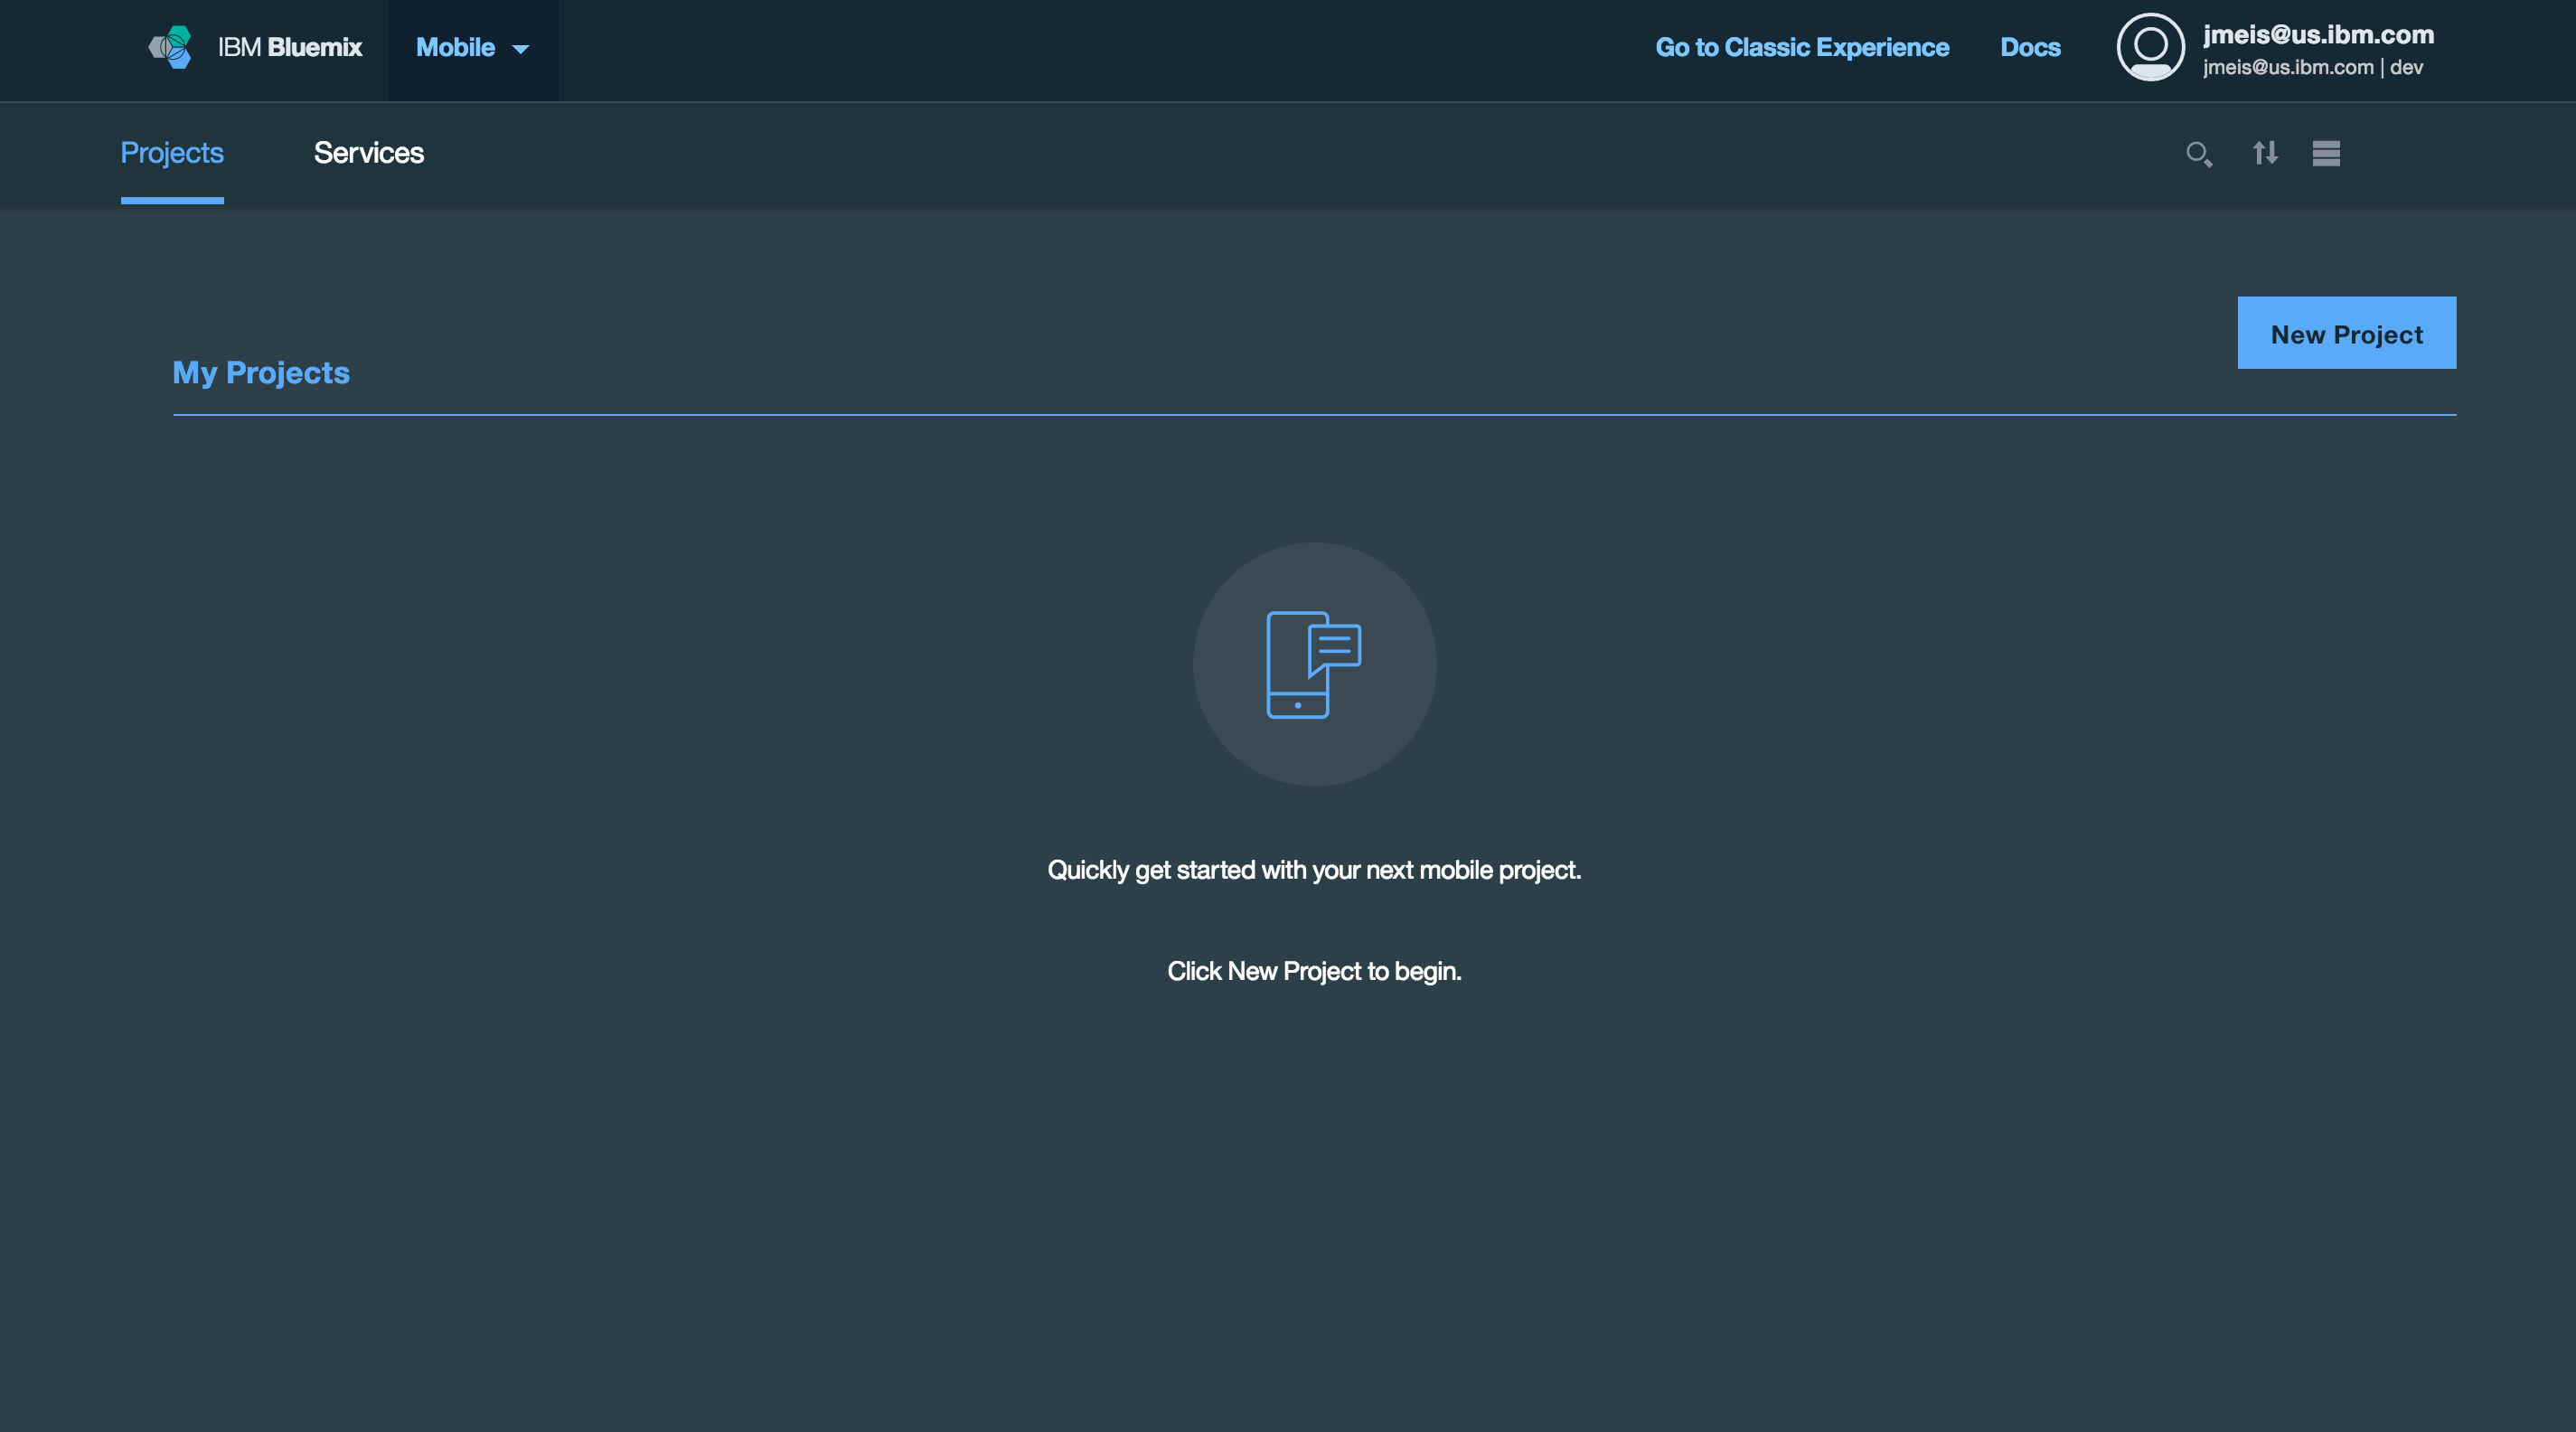 IBM Bluemix
Mobile
Go to Classic Experience
Docs
jmeis@us.ibm.com
jmeis@us.ibm.com | dev
Projects
Services
New Project
My Projects
Quickly get started with your next mobile project.
Click New Project to begin.